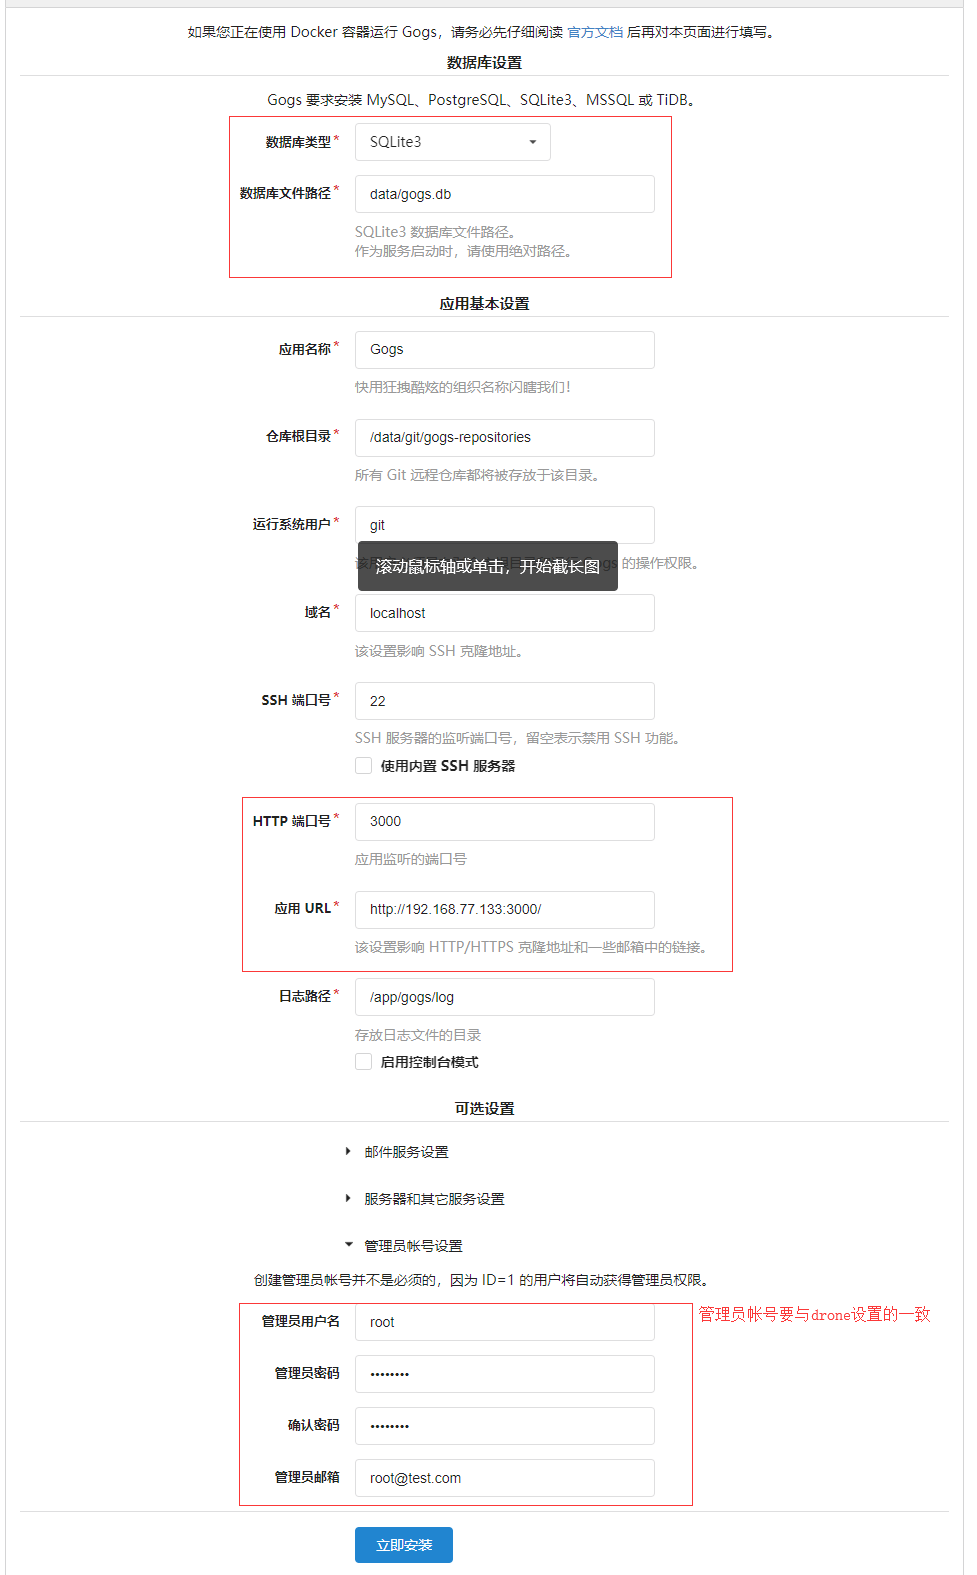 如果您正在使用 Docker 容器运行 Gogs，请务必先仔细阅读 官方文档 后再对本页面进行填写。
数据库设置
Gogs 要求安装 MySQL、PostgreSQL、SQLite3、MSSQL 或 TiDB。
数据库类型* SQLite3
数据库文件路径* data/gogs.db
SQLite3 数据库文件路径。
作为服务启动时，请使用绝对路径。
应用基本设置
应用名称* Gogs
快用狂拽酷炫的组织名称闪瞎我们！
仓库根目录* /data/git/gogs-repositories
所有 Git 远程仓库都将被存放于该目录。
运行系统用户* git
的操作权限。
滚动鼠标轴或单击，开始截长图
域名* localhost
该设置影响 SSH 克隆地址。
SSH 端口号* 22
SSH 服务器的监听端口号，留空表示禁用 SSH 功能。
使用内置 SSH 服务器
HTTP 端口号* 3000
应用监听的端口号
应用 URL* http://192.168.77.133:3000/
该设置影响 HTTP/HTTPS 克隆地址和一些邮箱中的链接。
日志路径* /app/gogs/log
存放日志文件的目录
启用控制台模式
可选设置
邮件服务设置
服务器和其它服务设置
管理员帐号设置
创建管理员帐号并不是必须的，因为 ID=1 的用户将自动获得管理员权限。
管理员用户名 root
管理员帐号要与drone设置的一致
管理员密码 ••••••••
确认密码 ••••••••
管理员邮箱 root@test.com
立即安装